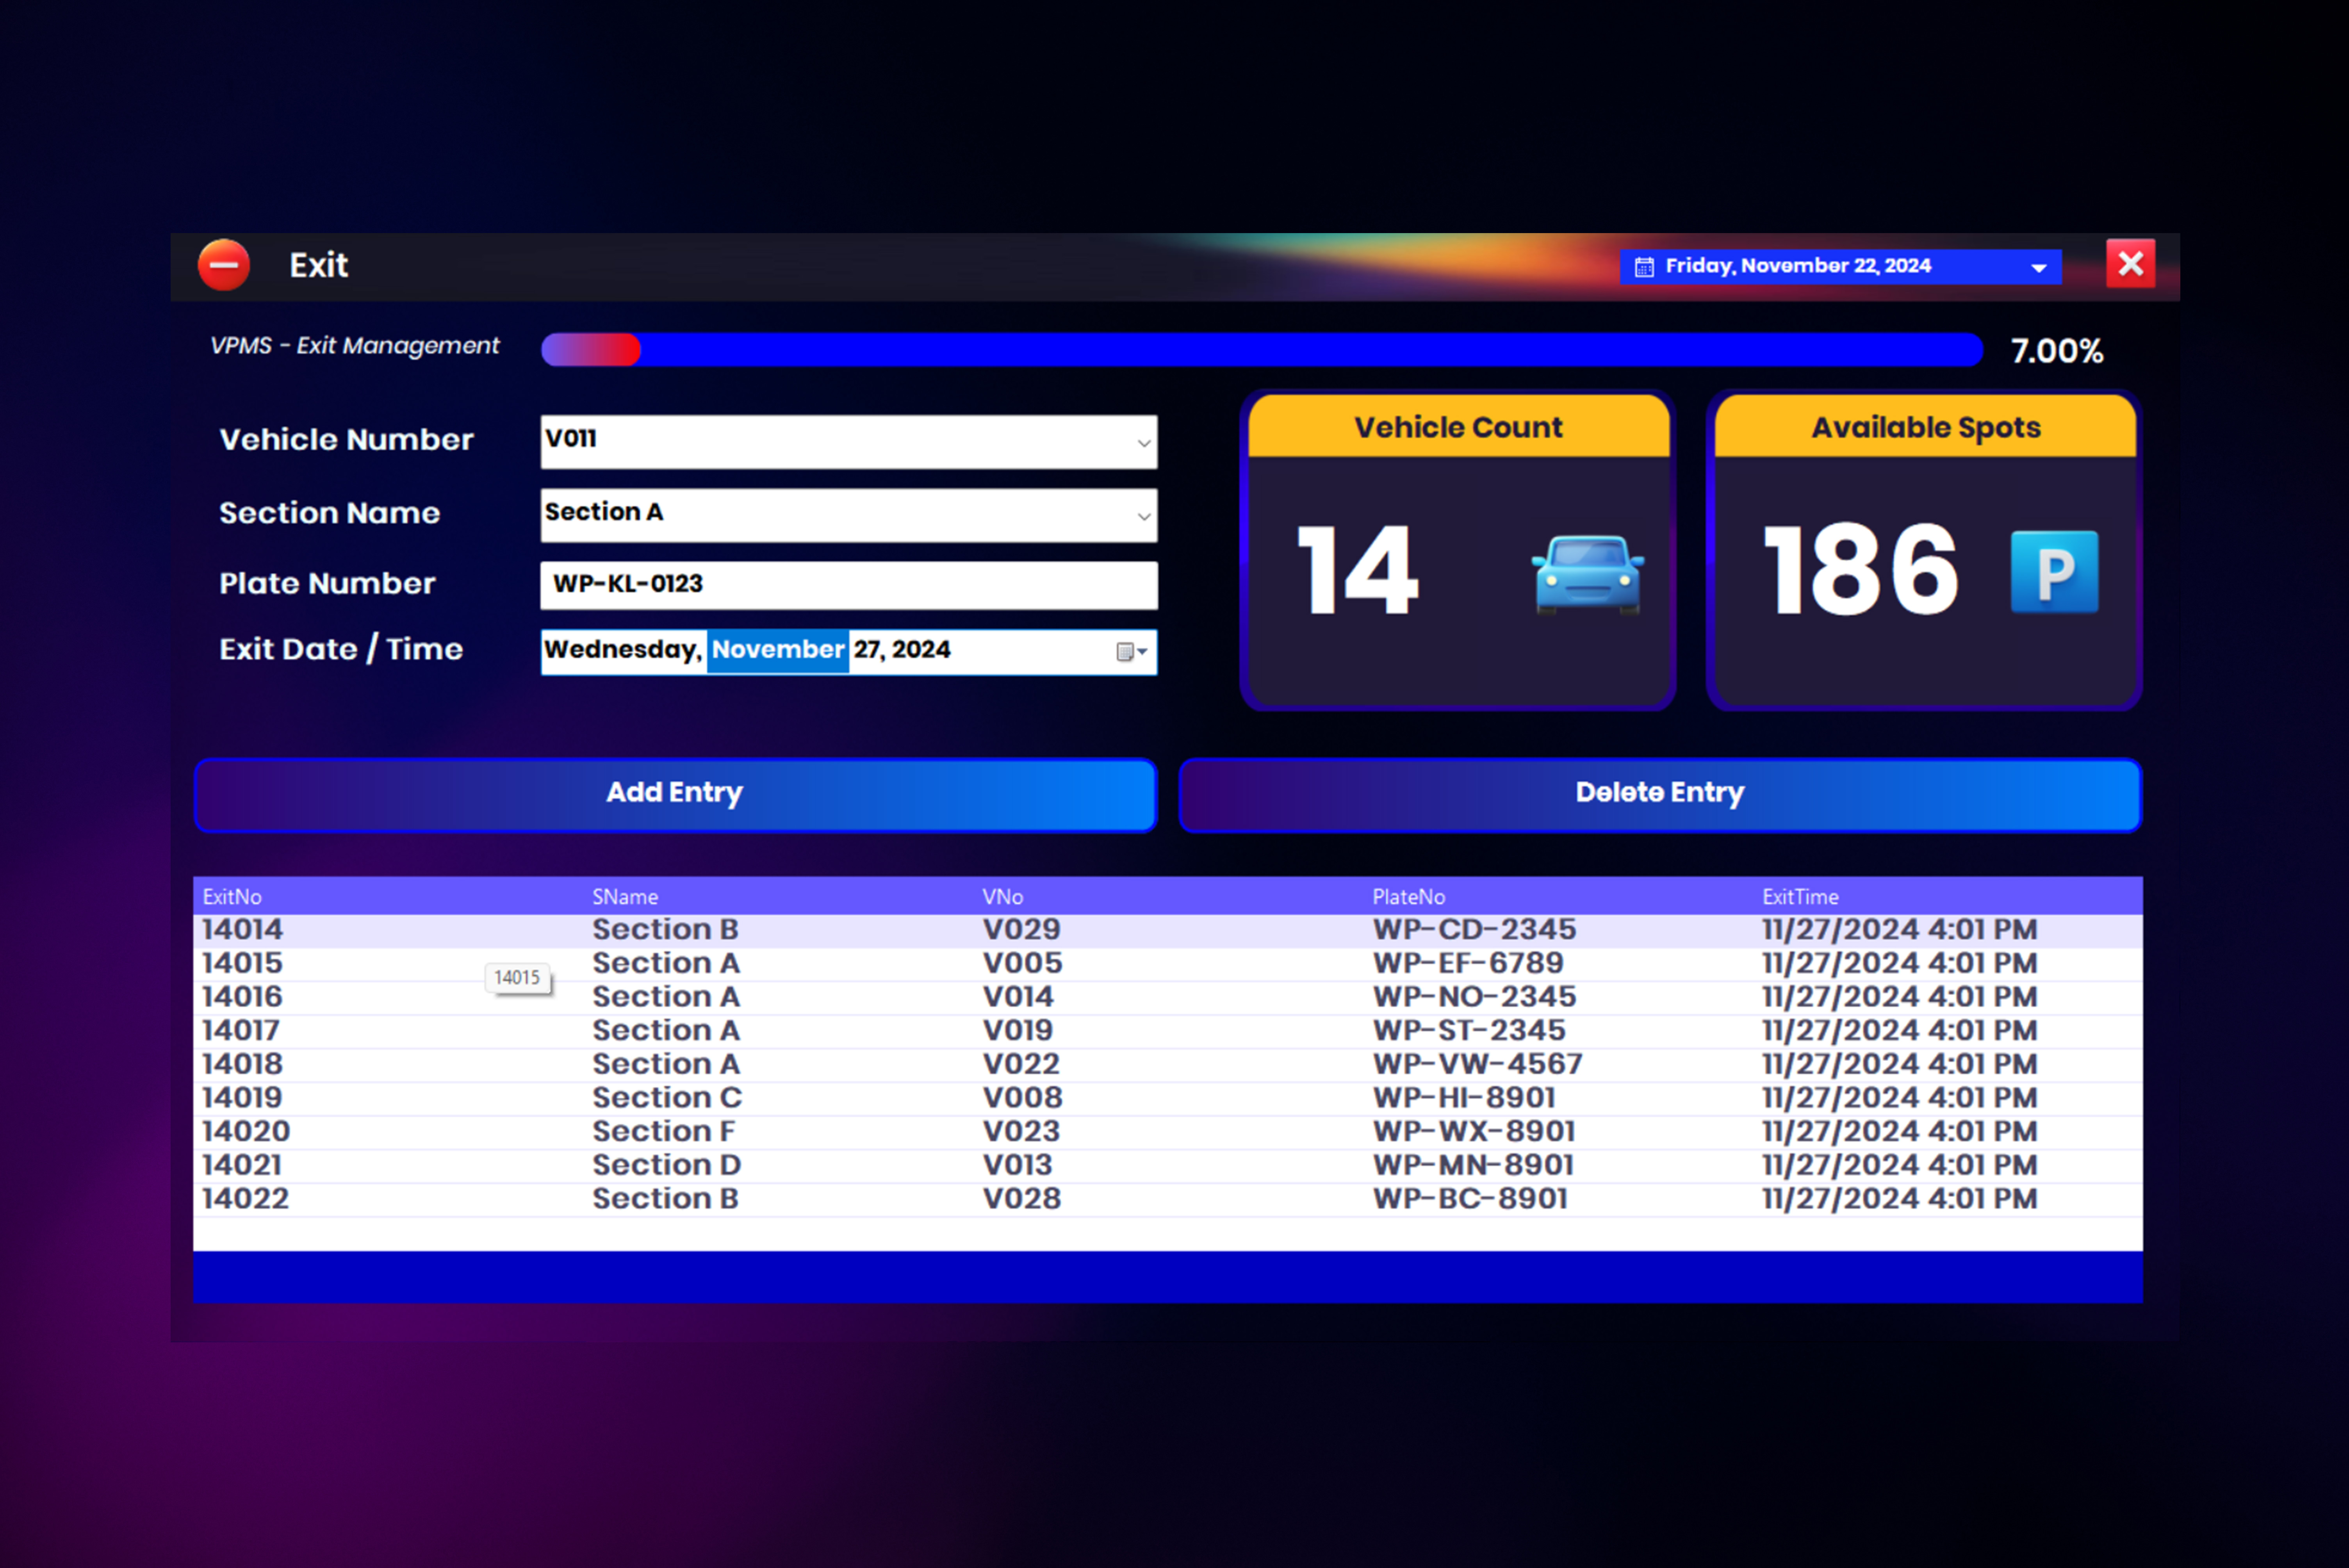 Exit
Friday, November 22, 2024
VPMS - Exit Management
7.00%
Vehicle Number
V011
Section Name
Section A
Plate Number
WP-KL-0123
Exit Date / Time
Wednesday, November 27, 2024
Vehicle Count
14
Available Spots
186
P
Add Entry
Delete Entry
ExitNo SName VNo PlateNo ExitTime
14014 Section B V029 WP-CD-2345 11/27/2024 4:01 PM
14015 Section A V005 WP-EF-6789 11/27/2024 4:01 PM
14015
14016 Section A V014 WP-NO-2345 11/27/2024 4:01 PM
14017 Section A V019 WP-ST-2345 11/27/2024 4:01 PM
14018 Section A V022 WP-VW-4567 11/27/2024 4:01 PM
14019 Section C V008 WP-HI-8901 11/27/2024 4:01 PM
14020 Section F V023 WP-WX-8901 11/27/2024 4:01 PM
14021 Section D V013 WP-MN-8901 11/27/2024 4:01 PM
14022 Section B V028 WP-BC-8901 11/27/2024 4:01 PM